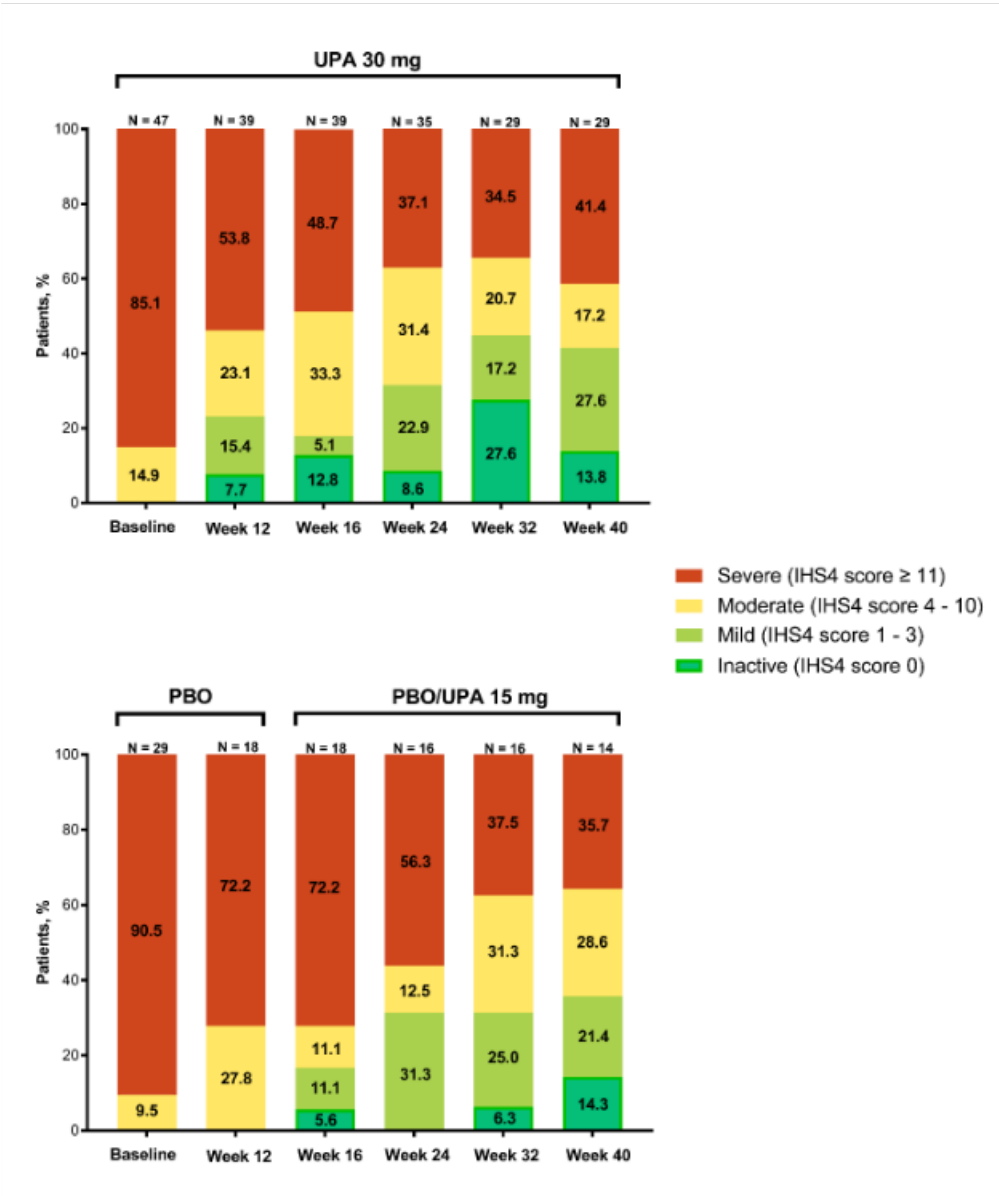 UPA 30 mg
N = 47 N = 39 N = 39 N = 35 N = 29 N = 29
100
80
60
40
20
0
Patients, %
85.1 14.9
53.8 23.1 15.4 7.7
48.7 33.3 5.1 12.8
37.1 31.4 22.9 8.6
34.5 20.7 17.2 27.6
41.4 17.2 27.6 13.8
Baseline Week 12 Week 16 Week 24 Week 32 Week 40
Severe (IHS4 score ≥ 11)
Moderate (IHS4 score 4 - 10)
Mild (IHS4 score 1 - 3)
Inactive (IHS4 score 0)
PBO PBO/UPA 15 mg
N = 29 N = 18 N = 18 N = 16 N = 16 N = 14
100
80
60
40
20
0
Patients, %
90.5 9.5
72.2 27.8
72.2 11.1 11.1 5.6
56.3 12.5 31.3
37.5 31.3 25.0 6.3
35.7 28.6 21.4 14.3
Baseline Week 12 Week 16 Week 24 Week 32 Week 40